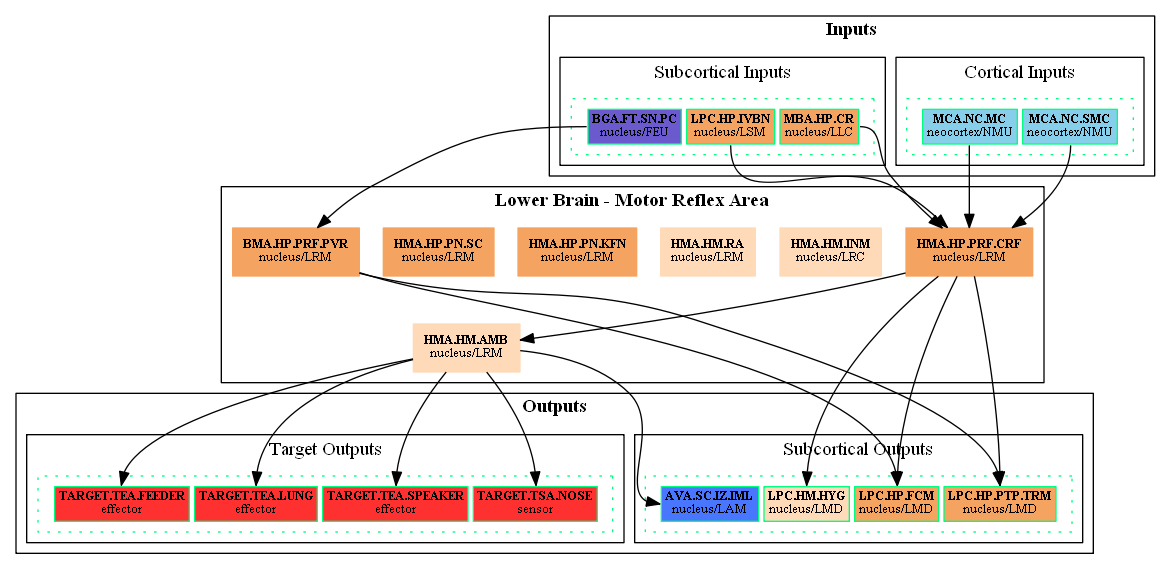 Inputs
Subcortical Inputs
Cortical Inputs
BGA.FT.SN.PC
nucleus/FEU
LPC.HP.IVBN
nucleus/LSM
MBA.HP.CR
nucleus/LLC
MCA.NC.MC
neocortex/NMU
MCA.NC.SMC
neocortex/NMU
Lower Brain - Motor Reflex Area
BMA.HP.PRF.PVR
nucleus/LRM
HMA.HP.PN.SC
nucleus/LRM
HMA.HP.PN.KFN
nucleus/LRM
HMA.HM.RA
nucleus/LRM
HMA.HM.INM
nucleus/LRC
HMA.HP.PRF.CRF
nucleus/LRM
HMA.HM.AMB
nucleus/LRM
Outputs
Target Outputs
Subcortical Outputs
TARGET.TEA.FEEDER
effector
TARGET.TEA.LUNG
effector
TARGET.TEA.SPEAKER
effector
TARGET.TSA.NOSE
sensor
AVA.SC.IZ.IML
nucleus/LAM
LPC.HM.HYG
nucleus/LMD
LPC.HP.FCM
nucleus/LMD
LPC.HP.PTP.TRM
nucleus/LMD